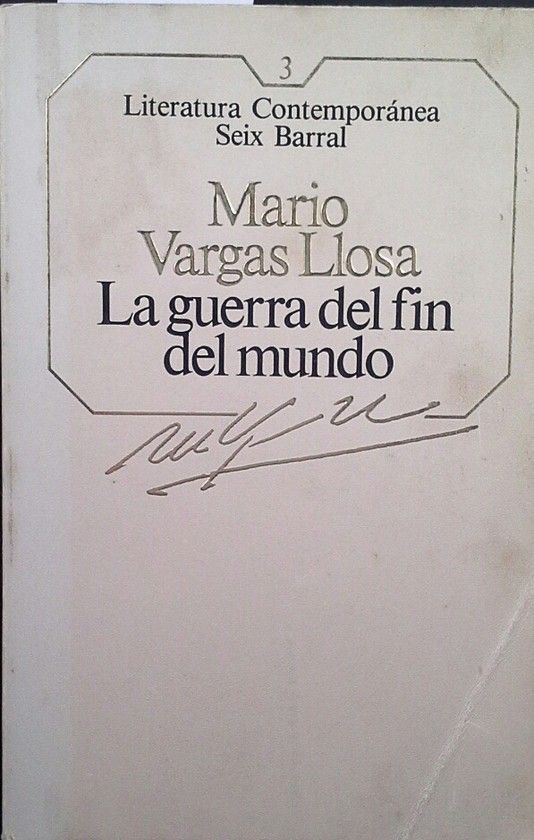 3
Literatura Contemporánea
Seix Barral
Mario
Vargas Llosa
La guerra del fin
del mundo